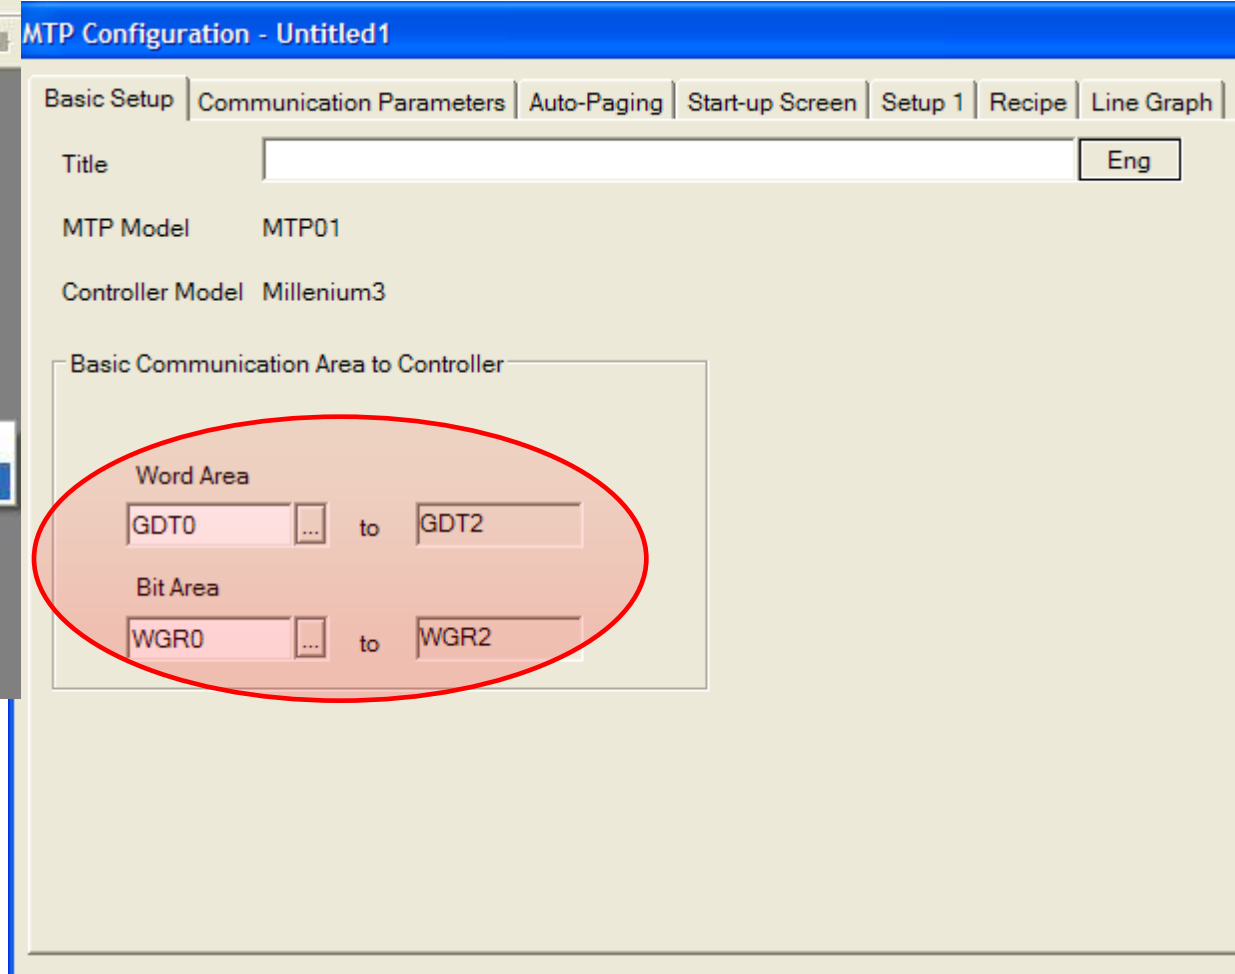 MTP Configuration - Untitled1
Basic Setup Communication Parameters Auto-Paging Start-up Screen Setup 1 Recipe Line Graph
Title Eng
MTP Model MTP01
Controller Model Millenium3
Basic Communication Area to Controller
Word Area
GDT0 ... to GDT2
Bit Area
WGR0 ... to WGR2